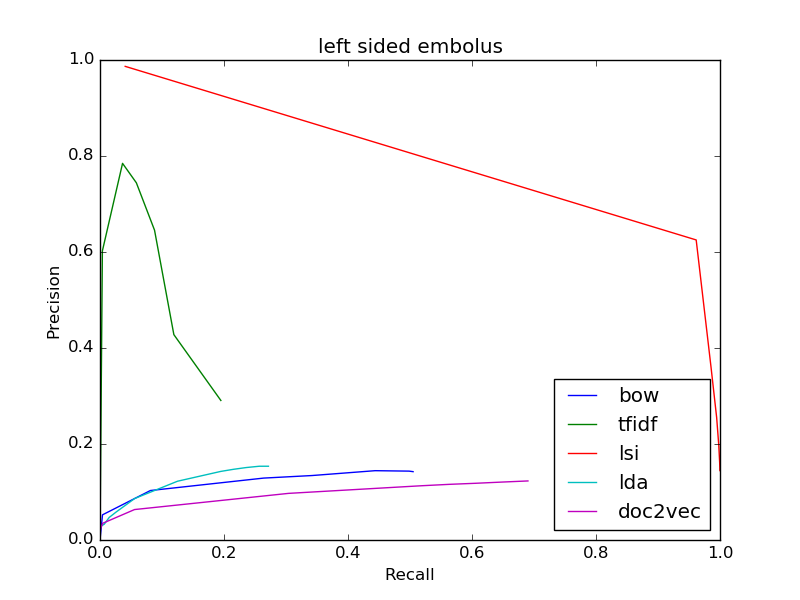 left sided embolus
1.0
0.8
0.6
0.4
0.2
0.0
Precision
0.0 0.2 0.4 0.6 0.8 1.0
Recall
bow
tfidf
lsi
lda
doc2vec